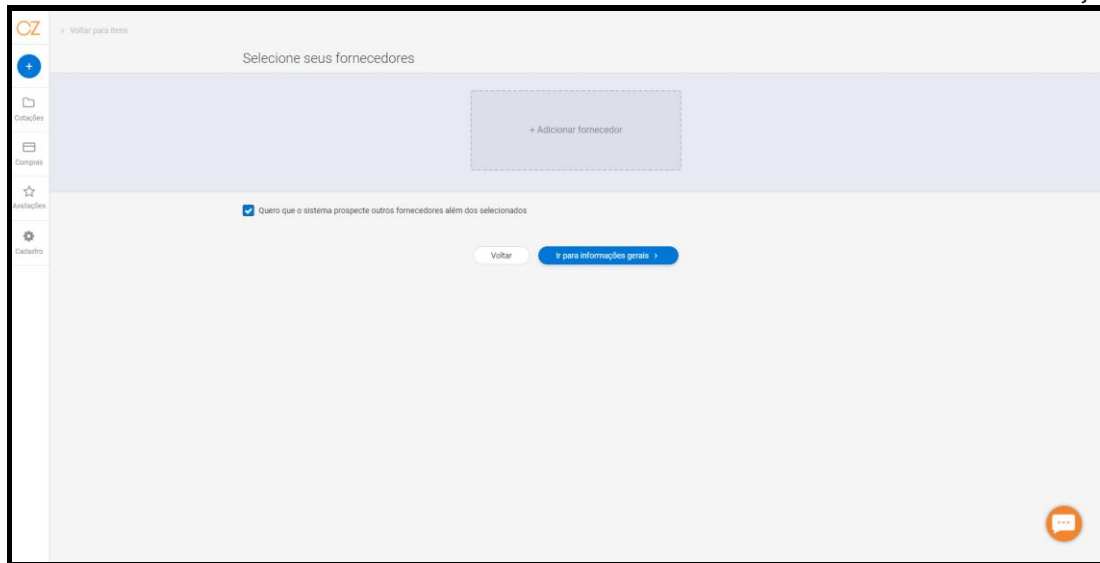 CZ
< Voltar para itens
Selecione seus fornecedores
+
Cotações
+ Adicionar fornecedor
Compras
Avaliações
Quero que o sistema prospecte outros fornecedores além dos selecionados
Cadastro
Voltar
Ir para informações gerais >